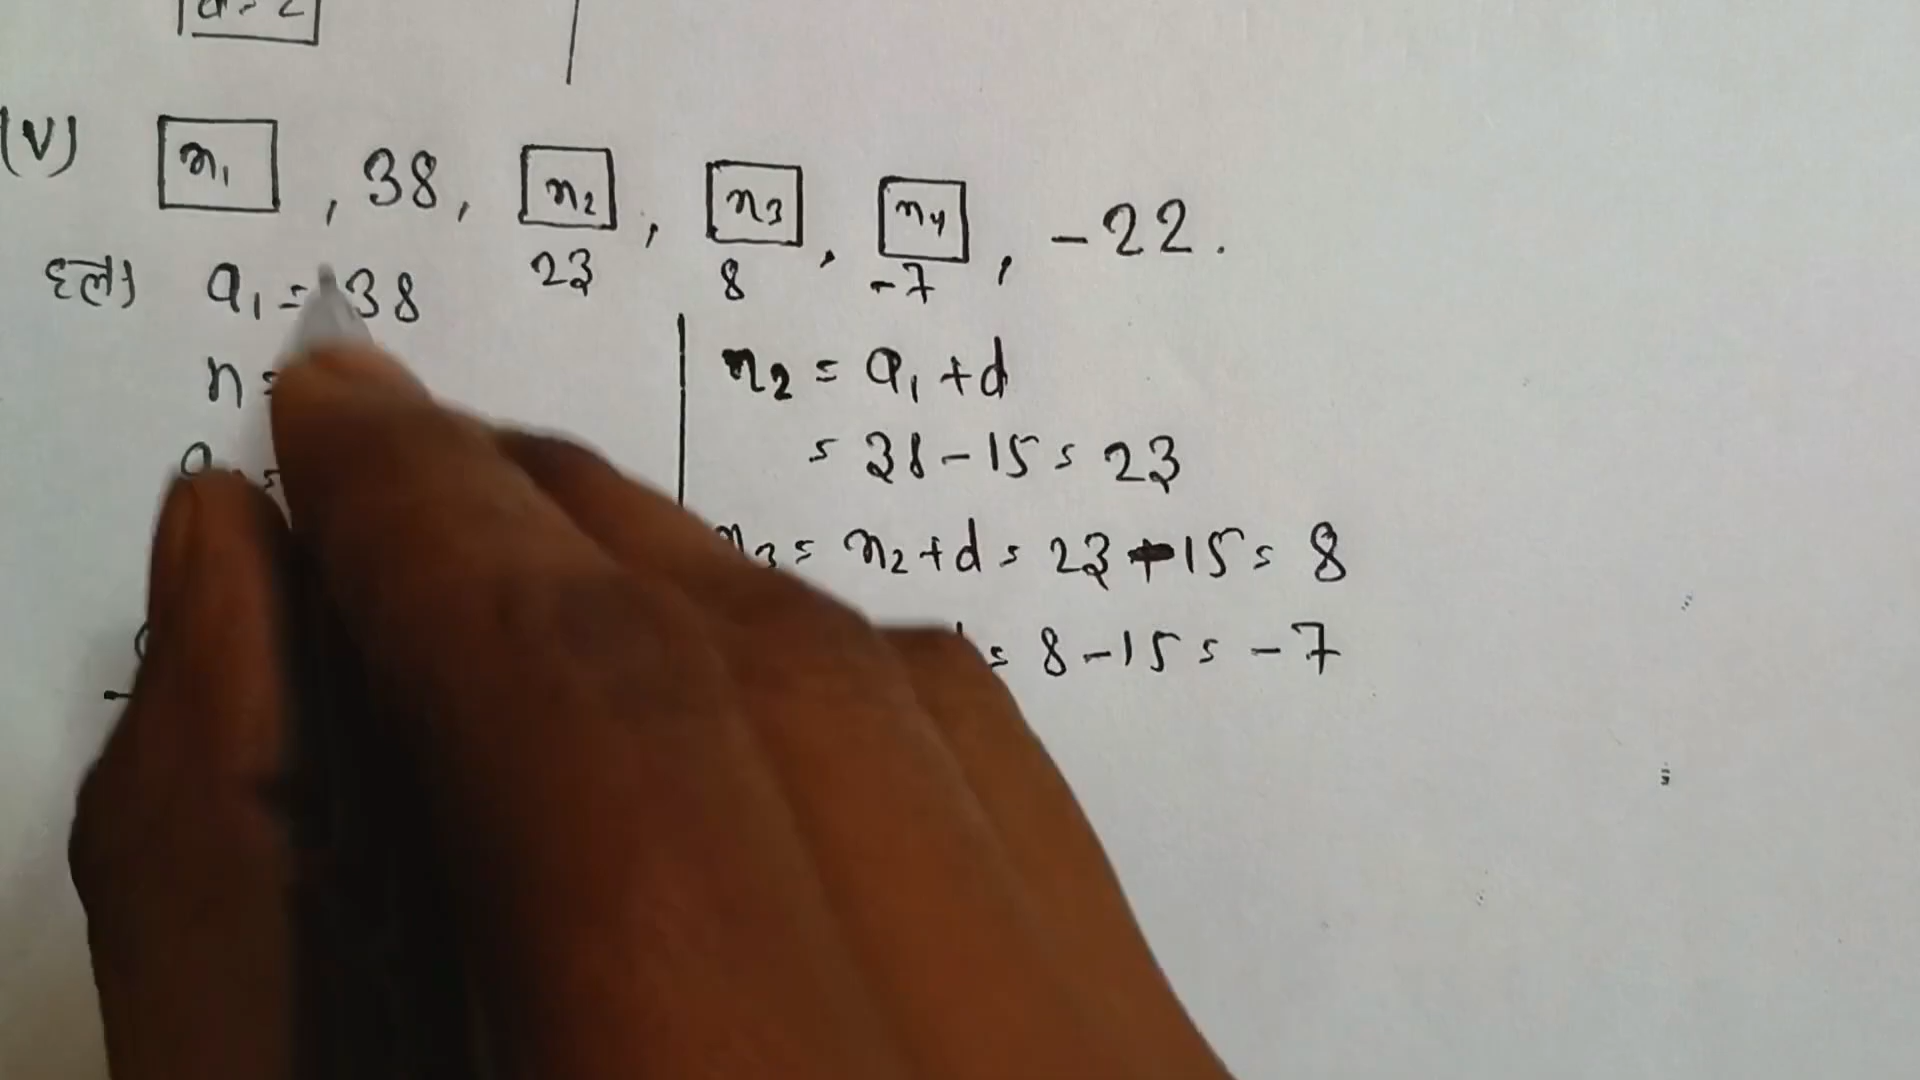 (V) x₁ , 38, x₂ , x₃ , x₄ , -22.
23 8 -7
हल। a₁ = 38
n =
x₂ = a₁ + d
= 38 - 15 = 23
x₃ = x₂ + d = 23 - 15 = 8
= 8 - 15 = -7